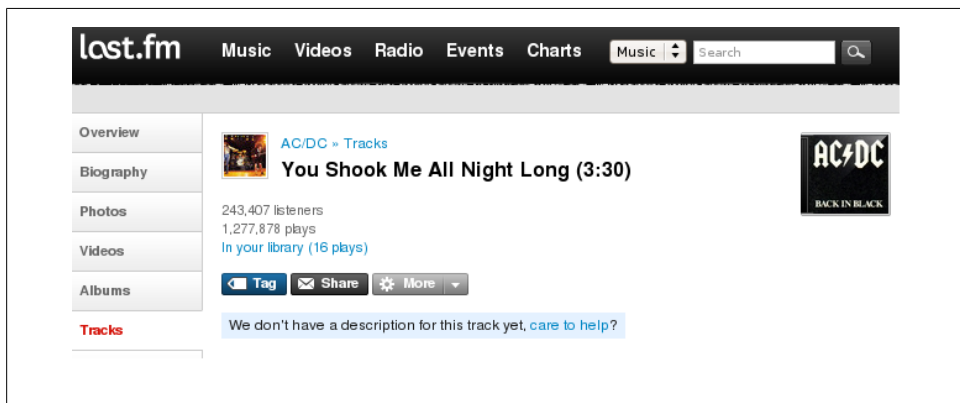 last.fm Music Videos Radio Events Charts Music Search
Overview
Biography
Photos
Videos
Albums
Tracks
AC/DC » Tracks
You Shook Me All Night Long (3:30)
243,407 listeners
1,277,878 plays
In your library (16 plays)
Tag Share More
We don't have a description for this track yet, care to help?
AC/DC
BACK IN BLACK